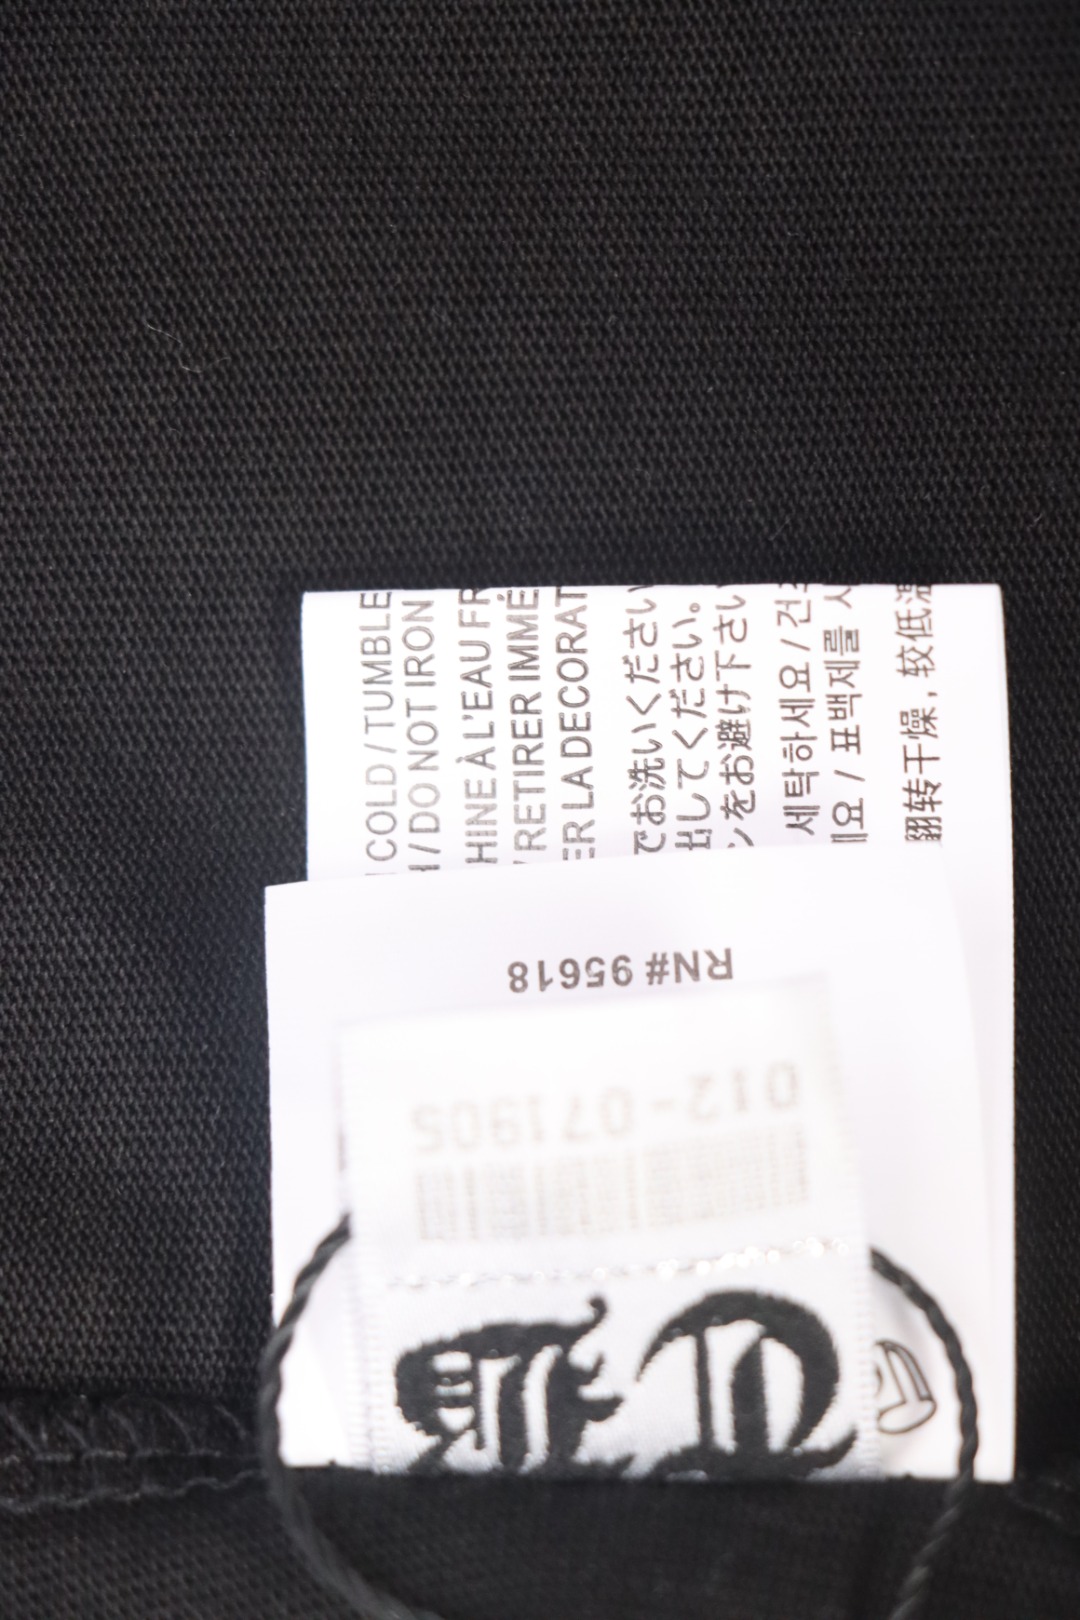 COLD / TUMBLE
/ DO NOT IRON
HINE À L'EAU FR
/ RETIRER IMMÉ
ER LA DECORAT
でお洗いください
出してください。
ンをお避け下さい
세탁하세요 / 건
요 / 표백제를 사
翻转干燥，较低温
RN# 95618
012-071905